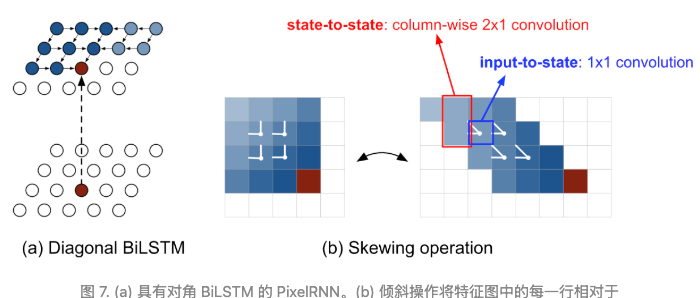 state-to-state: column-wise 2x1 convolution
input-to-state: 1x1 convolution
(a) Diagonal BiLSTM
(b) Skewing operation
图 7. (a) 具有对角 BiLSTM 的 PixelRNN。(b) 倾斜操作将特征图中的每一行相对于